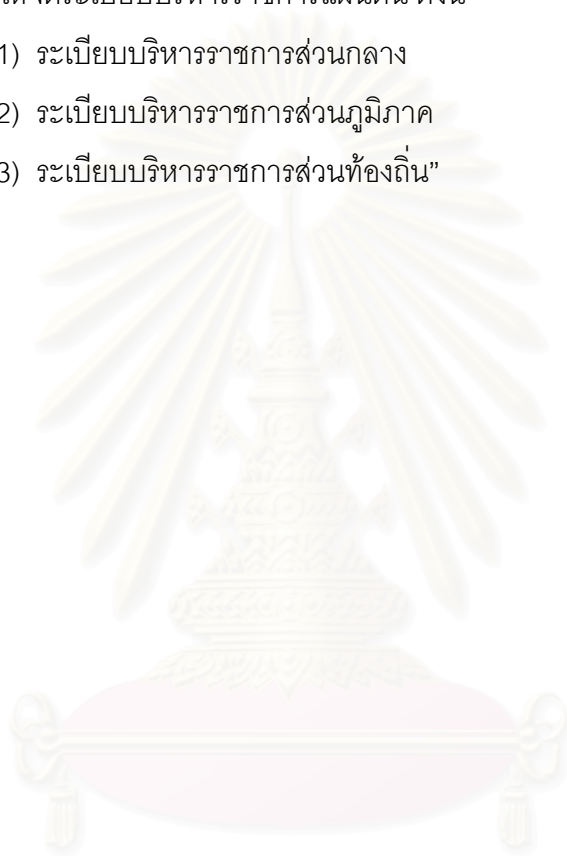 1) ระเบียบบริหารราชการส่วนกลาง
2) ระเบียบบริหารราชการส่วนภูมิภาค
3) ระเบียบบริหารราชการส่วนท้องถิ่น”